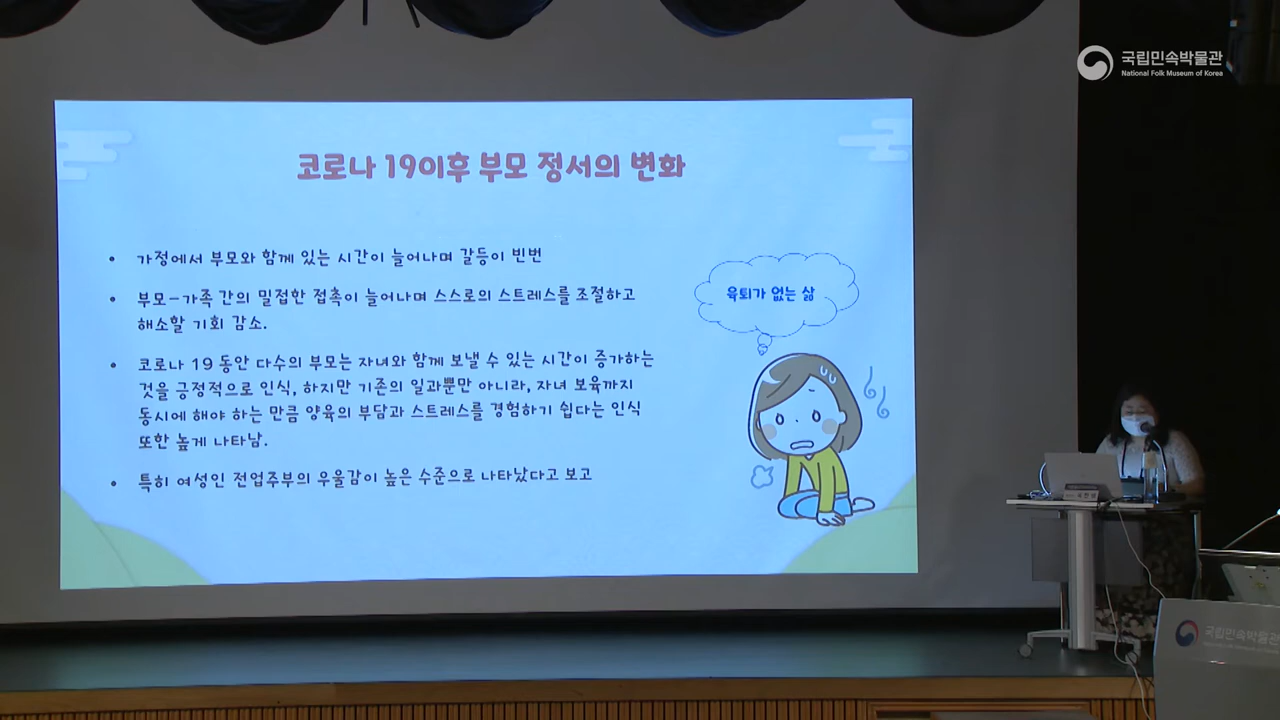 국립민속박물관
National Folk Museum of Korea
코로나 19이후 부모 정서의 변화
• 가정에서 부모와 함께 있는 시간이 늘어나며 갈등이 빈번
• 부모-가족 간의 밀접한 접촉이 늘어나며 스스로의 스트레스를 조절하고
해소할 기회 감소.
• 코로나 19 동안 다수의 부모는 자녀와 함께 보낼 수 있는 시간이 증가하는
것을 긍정적으로 인식, 하지만 기존의 일과뿐만 아니라, 자녀 보육까지
동시에 해야 하는 만큼 양육의 부담과 스트레스를 경험하기 쉽다는 인식
또한 높게 나타남.
• 특히 여성인 전업주부의 우울감이 높은 수준으로 나타났다고 보고
육퇴가 없는 삶
국립민속박물관
National Folk Museum of Korea